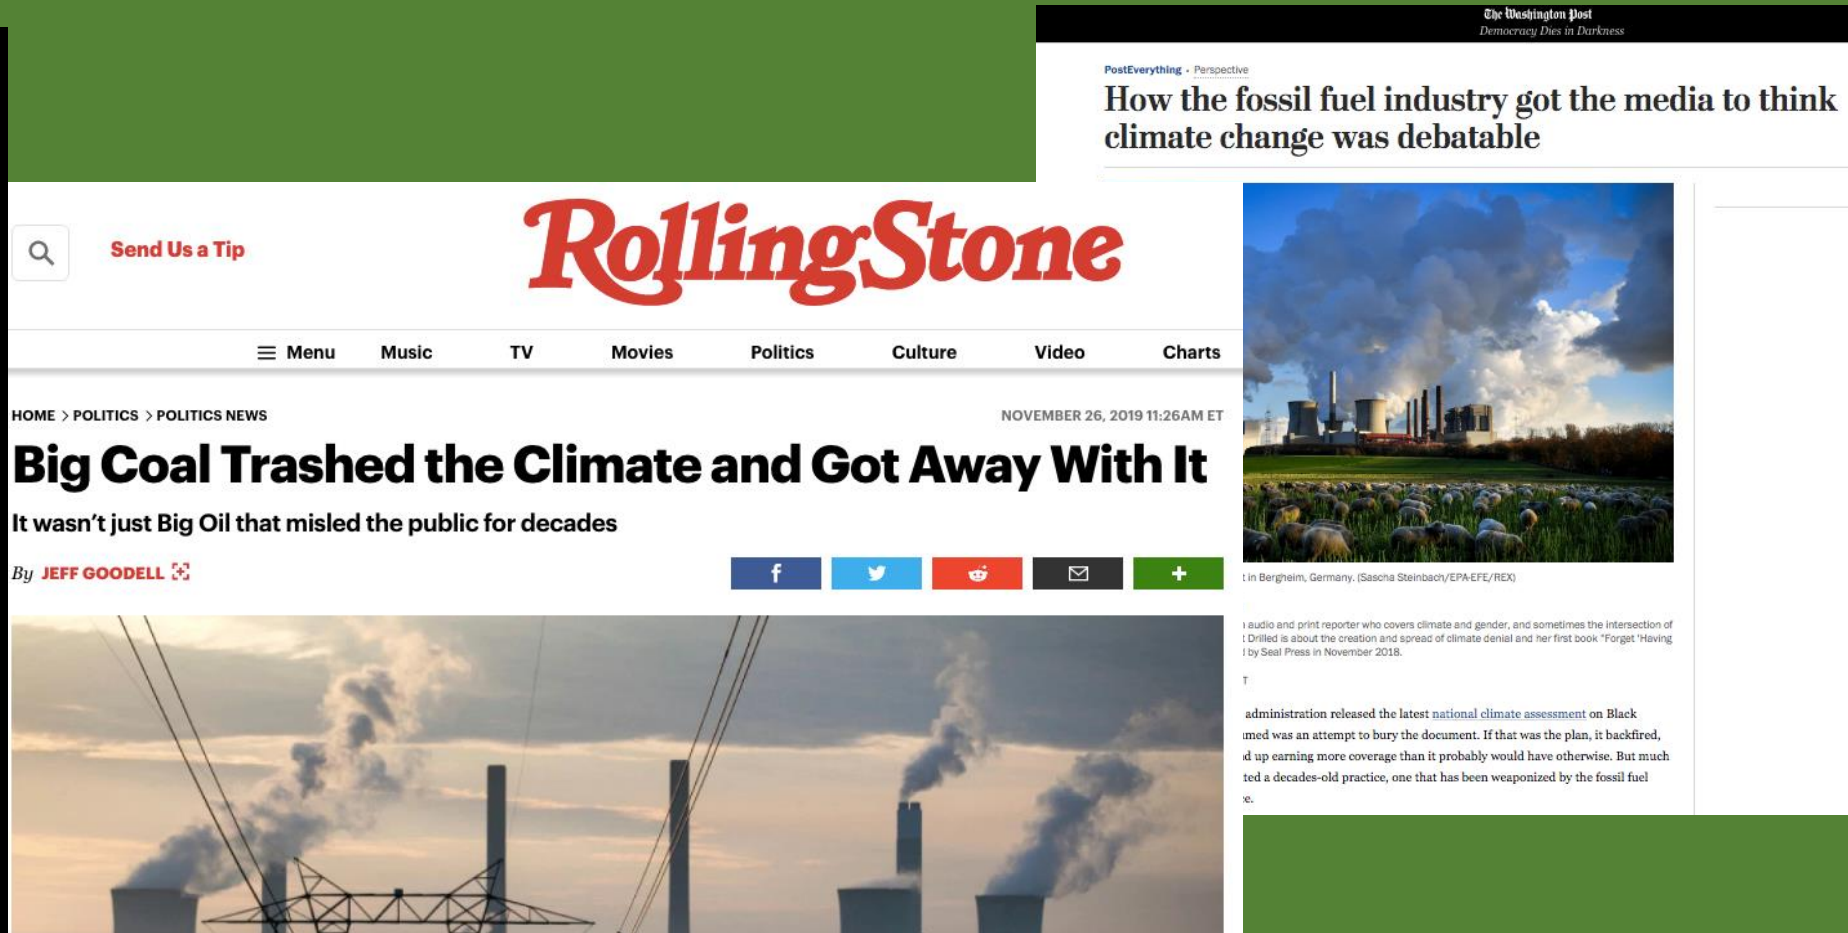 The Washington Post
Democracy Dies in Darkness
PostEverything • Perspective
How the fossil fuel industry got the media to think
climate change was debatable
Send Us a Tip
RollingStone
Menu Music TV Movies Politics Culture Video Charts
HOME > POLITICS > POLITICS NEWS
NOVEMBER 26, 2019 11:26AM ET
Big Coal Trashed the Climate and Got Away With It
It wasn't just Big Oil that misled the public for decades
By JEFF GOODELL
in Bergheim, Germany. (Sascha Steinbach/EPA-EFE/REX)
audio and print reporter who covers climate and gender, and sometimes the intersection of
Drilled is about the creation and spread of climate denial and her first book "Forget 'Having
by Seal Press in November 2018.
administration released the latest national climate assessment on Black
was an attempt to bury the document. If that was the plan, it backfired,
up earning more coverage than it probably would have otherwise. But much
a decades-old practice, one that has been weaponized by the fossil fuel